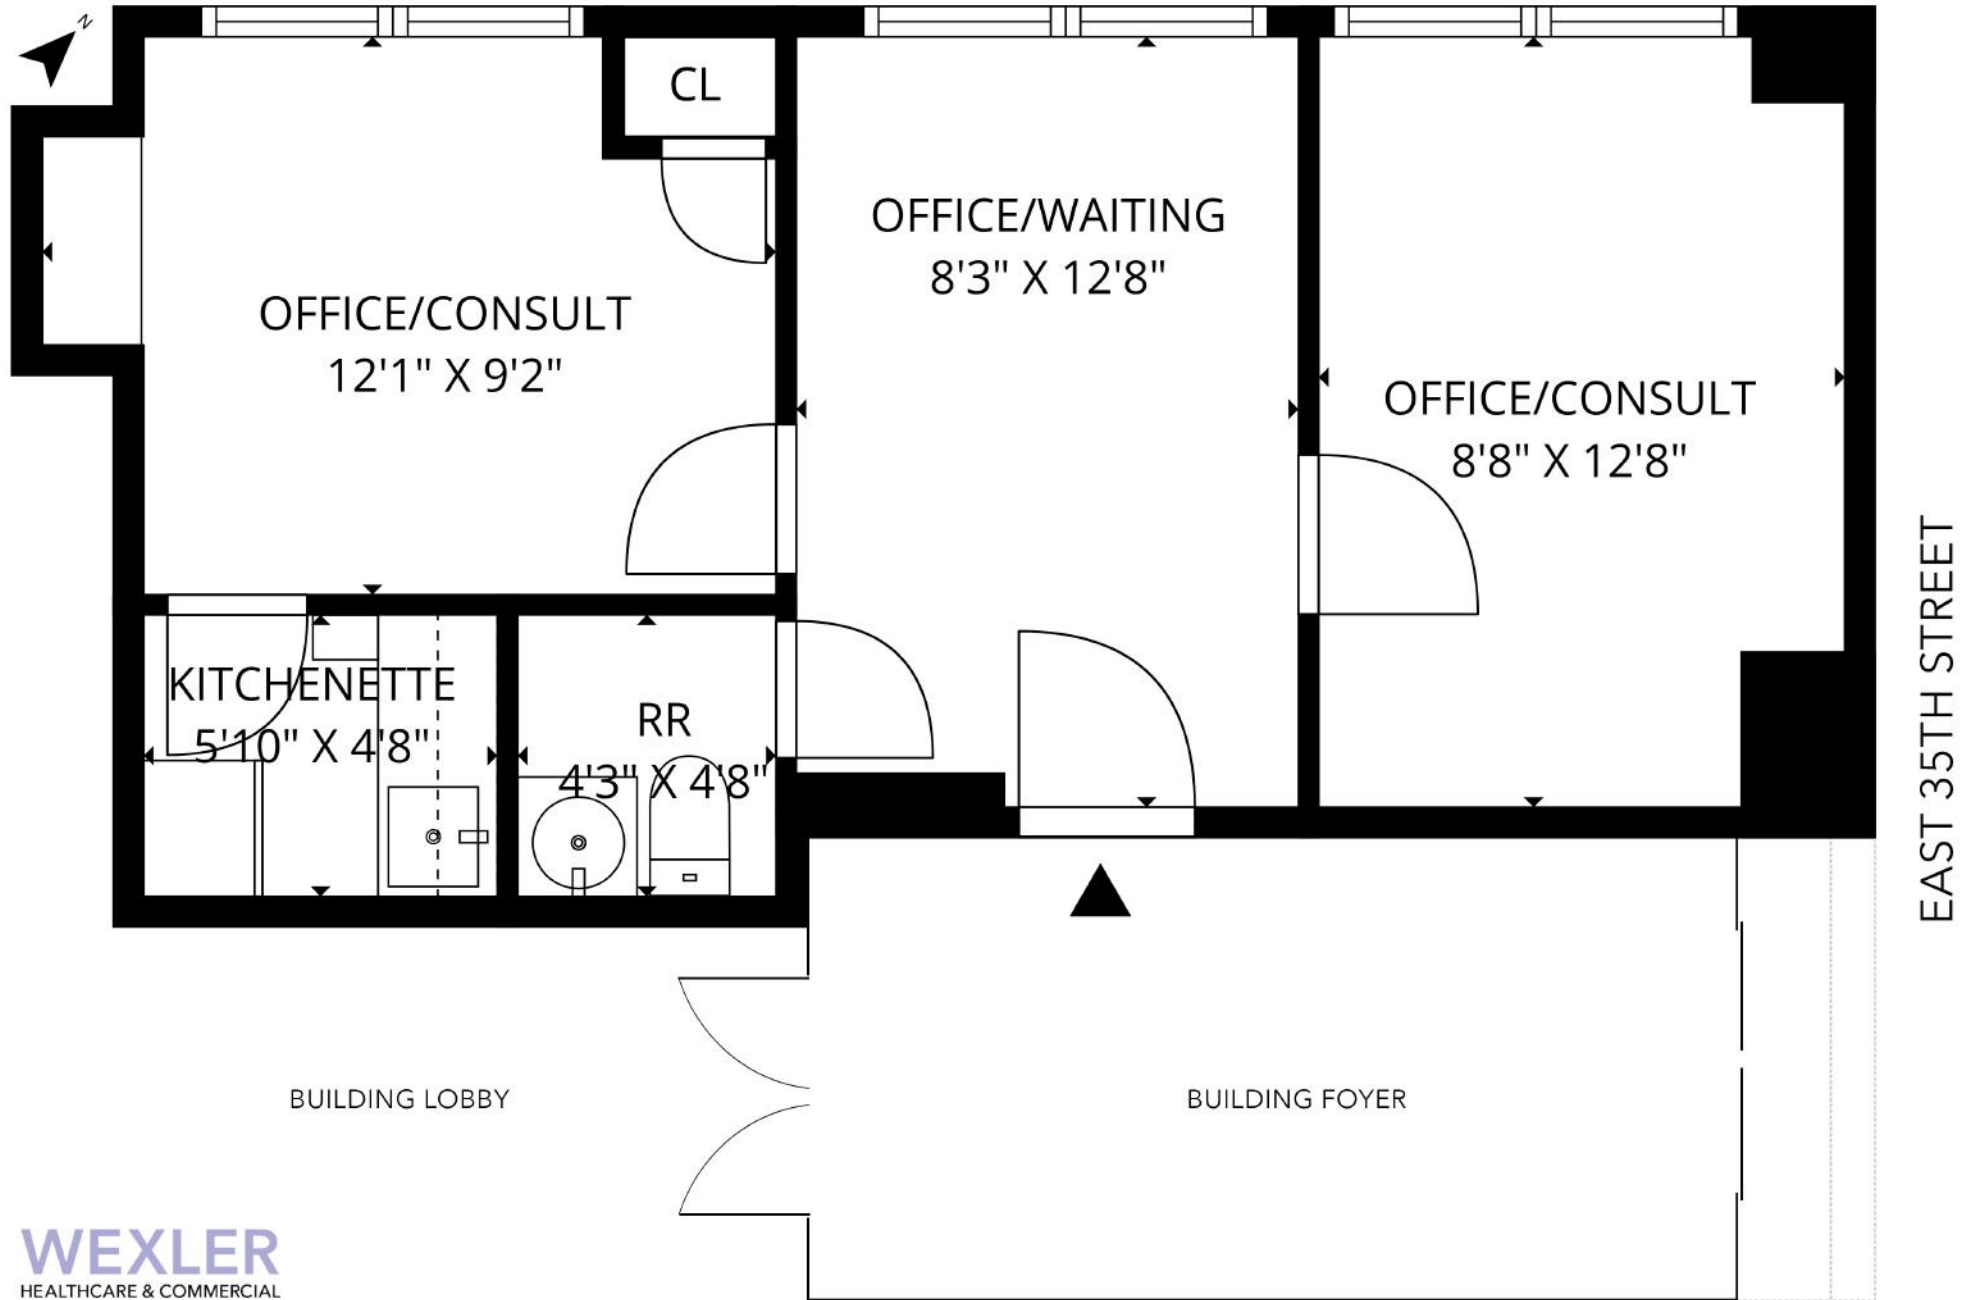 N
CL
OFFICE/WAITING
8'3" X 12'8"
OFFICE/CONSULT
12'1" X 9'2"
OFFICE/CONSULT
8'8" X 12'8"
KITCHENETTE
5'10" X 4'8"
RR
4'3" X 4'8"
EAST 35TH STREET
BUILDING LOBBY
BUILDING FOYER
WEXLER
HEALTHCARE & COMMERCIAL